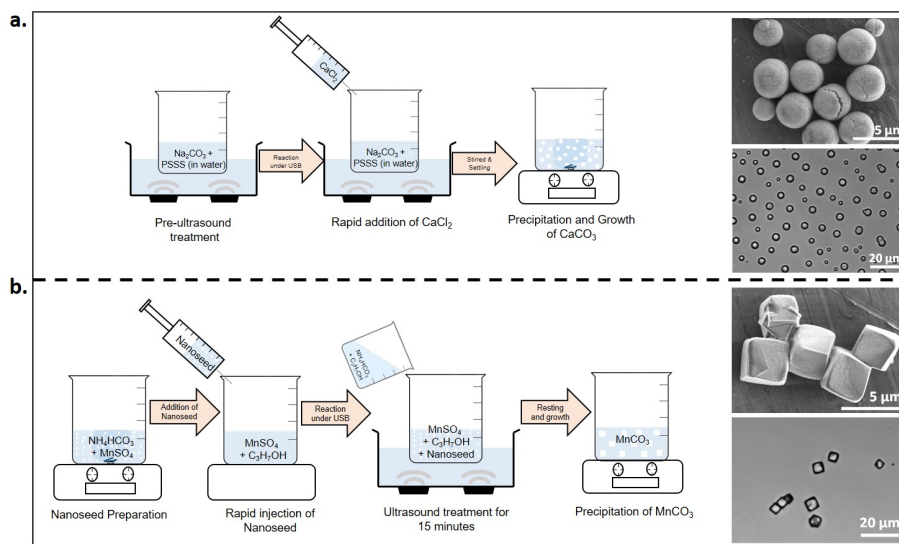 a.
CaCl₂
Na₂CO₃ +
PSSS (in water)
Reaction
under USB
Na₂CO₃ +
PSSS (in water)
Stirred &
Settling
Pre-ultrasound
treatment
Rapid addition of CaCl₂
Precipitation and Growth
of CaCO₃
5 µm
20 µm
b.
Nanoseed
NH₄HCO₃
+ C₃H₇OH
NH₄HCO₃
+ MnSO₄
Addition of
Nanoseed
MnSO₄
+ C₃H₇OH
Reaction
under USB
MnSO₄
+ C₃H₇OH
+ Nanoseed
Resting
and growth
MnCO₃
Nanoseed Preparation
Rapid injection of
Nanoseed
Ultrasound treatment for
15 minutes
Precipitation of MnCO₃
5 µm
20 µm